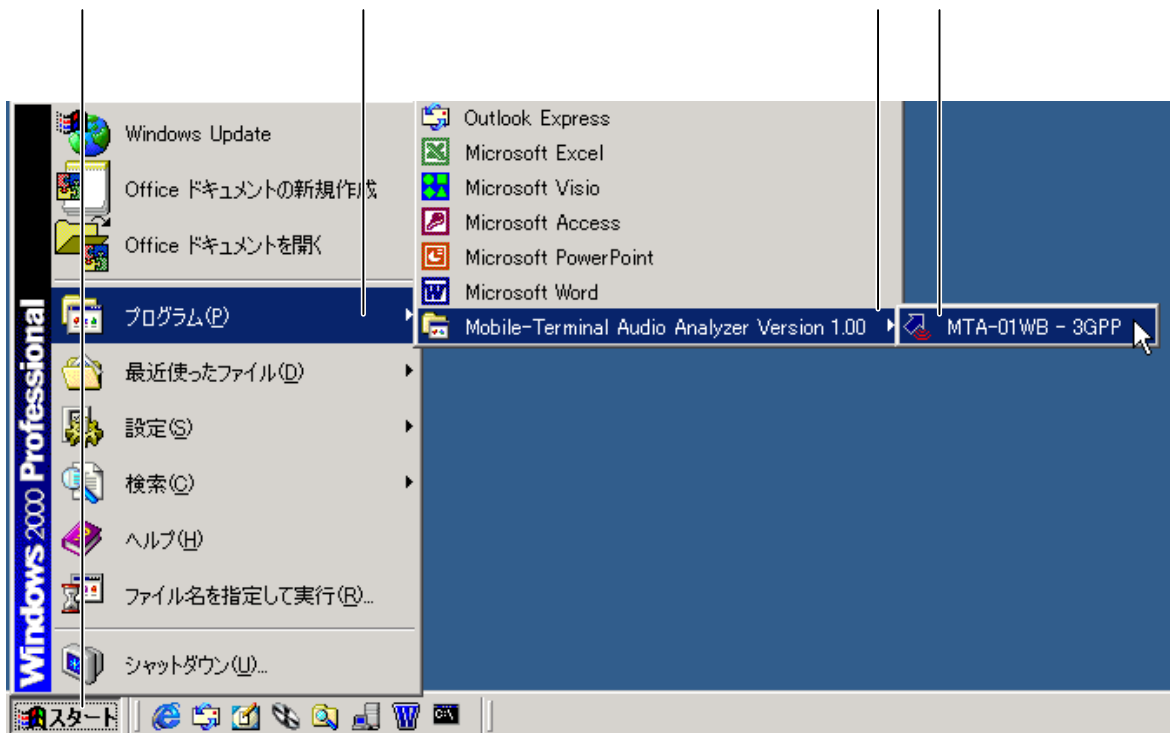 Windows Update
Office ドキュメントの新規作成
Office ドキュメントを開く
プログラム(P)
最近使ったファイル(D)
設定(S)
検索(C)
ヘルプ(H)
ファイル名を指定して実行(R)...
シャットダウン(U)...
Windows 2000 Professional
Outlook Express
Microsoft Excel
Microsoft Visio
Microsoft Access
Microsoft PowerPoint
Microsoft Word
Mobile-Terminal Audio Analyzer Version 1.00
MTA-01WB - 3GPP
スタート